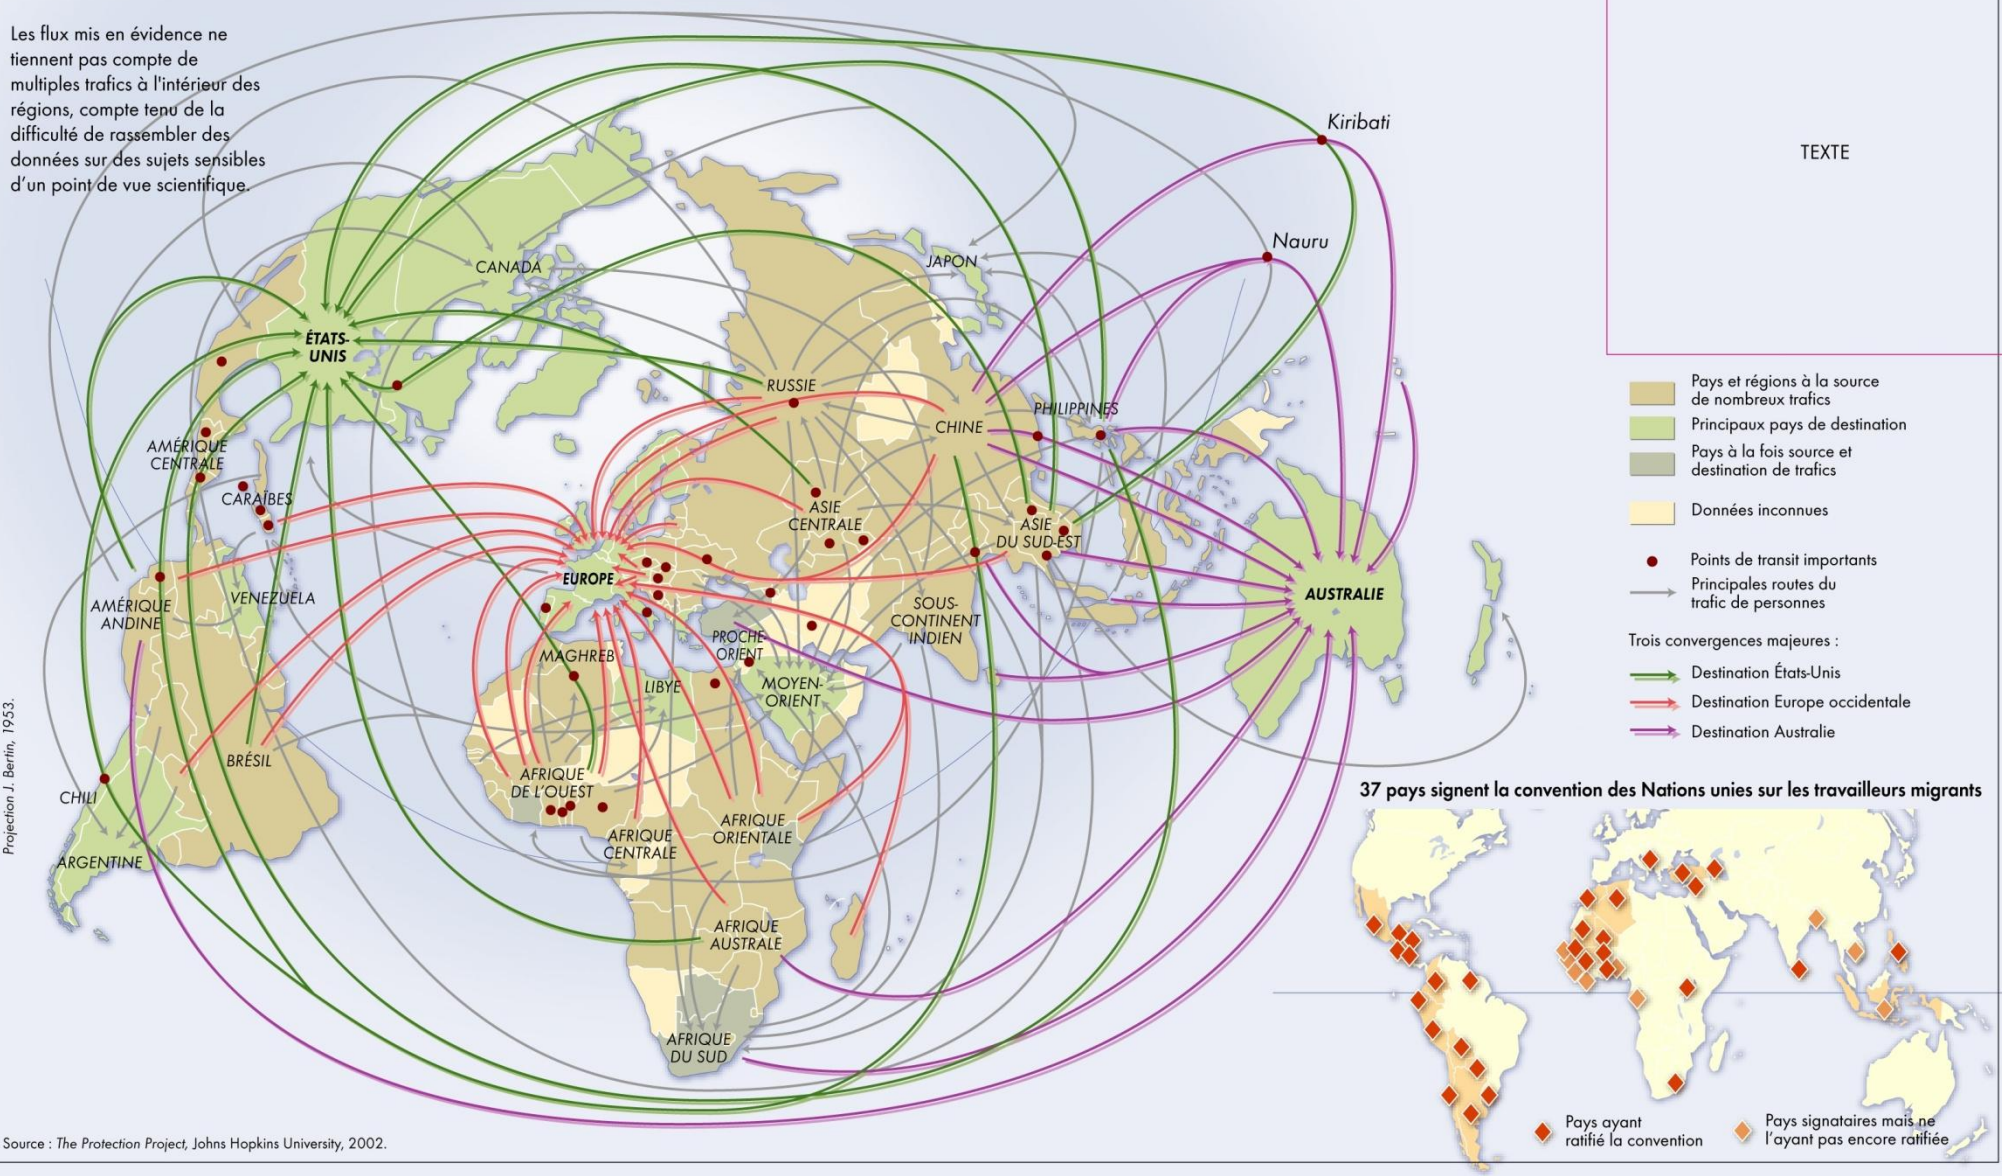 Les flux mis en évidence ne
tiennent pas compte de
multiples trafics à l'intérieur des
régions, compte tenu de la
difficulté de rassembler des
données sur des sujets sensibles
d'un point de vue scientifique.
Kiribati
TEXTE
Nauru
JAPON
CANADA
ÉTATS-
UNIS
RUSSIE
PHILIPPINES
CHINE
AMÉRIQUE
CENTRALE
CARAÏBES
ASIE
CENTRALE
ASIE
DU SUD-EST
EUROPE
VENEZUELA
AMÉRIQUE
ANDINE
SOUS-
CONTINENT
INDIEN
AUSTRALIE
PROCHE-
ORIENT
MAGHREB
LIBYE
MOYEN-
ORIENT
BRÉSIL
AFRIQUE
DE L'OUEST
CHILI
AFRIQUE
CENTRALE
AFRIQUE
ORIENTALE
ARGENTINE
AFRIQUE
AUSTRALE
AFRIQUE
DU SUD
Projection J. Bertin, 1953.
Source : The Protection Project, Johns Hopkins University, 2002.
Pays et régions à la source
de nombreux trafics
Principaux pays de destination
Pays à la fois source et
destination de trafics
Données inconnues
Points de transit importants
Principales routes du
trafic de personnes
Trois convergences majeures :
Destination États-Unis
Destination Europe occidentale
Destination Australie
37 pays signent la convention des Nations unies sur les travailleurs migrants
Pays ayant
ratifié la convention
Pays signataires mais ne
l'ayant pas encore ratifiée